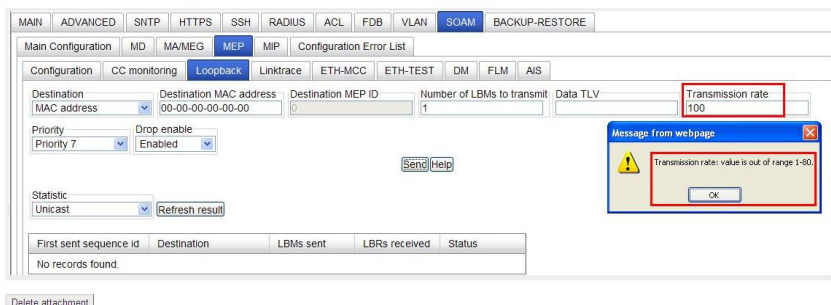 MAIN ADVANCED SNTP HTTPS SSH RADIUS ACL FDB VLAN SOAM BACKUP-RESTORE
Main Configuration MD MA/MEG MEP MIP Configuration Error List
Configuration CC monitoring Loopback Linktrace ETH-MCC ETH-TEST DM FLM AIS
Destination Destination MAC address Destination MEP ID Number of LBMs to transmit Data TLV Transmission rate
MAC address 00-00-00-00-00-00 0 1 100
Priority Drop enable
Priority 7 Enabled
Message from webpage
Transmission rate: value is out of range 1-80.
OK
Send Help
Statistic
Unicast Refresh result
First sent sequence id Destination LBMs sent LBRs received Status
No records found.
Delete attachment